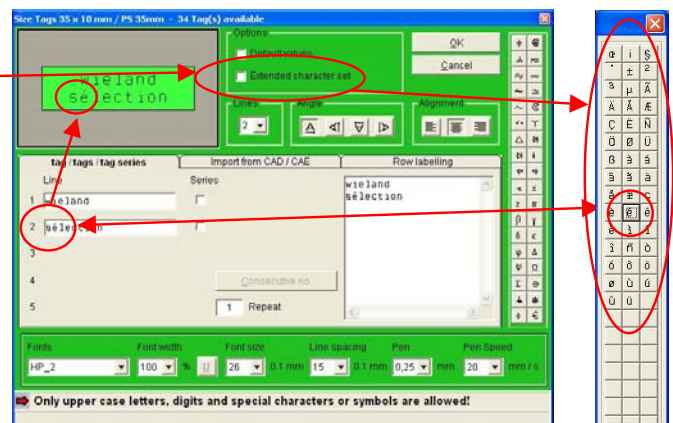 Size Tags 35 x 10 mm / PS 35mm - 34 Tag(s) available
Options
Default values
Extended character set
OK
Cancel
wieland
sélection
Lines
2
Angle
Alignment
tag /tags /tag series
Import from CAD / CAE
Row labelling
Line
Series
1 wieland
2 sélection
3
4
5
wieland
sélection
Consecutive no.
1 Repeat
Fonts
Font width
Font size
Line spacing
Pen
Pen Speed
HP_2
100 %
U
26 0.1 mm
15 0.1 mm
0,25 mm
20 mm / s
Only upper case letters, digits and special characters or symbols are allowed!
œ ¡ §
± ²
³ µ Ã
Ä Å Æ
Ç É Ñ
Ö Ø Ü
ß à á
é
ñ ò
ó ô ö
ø ù ú
û ü